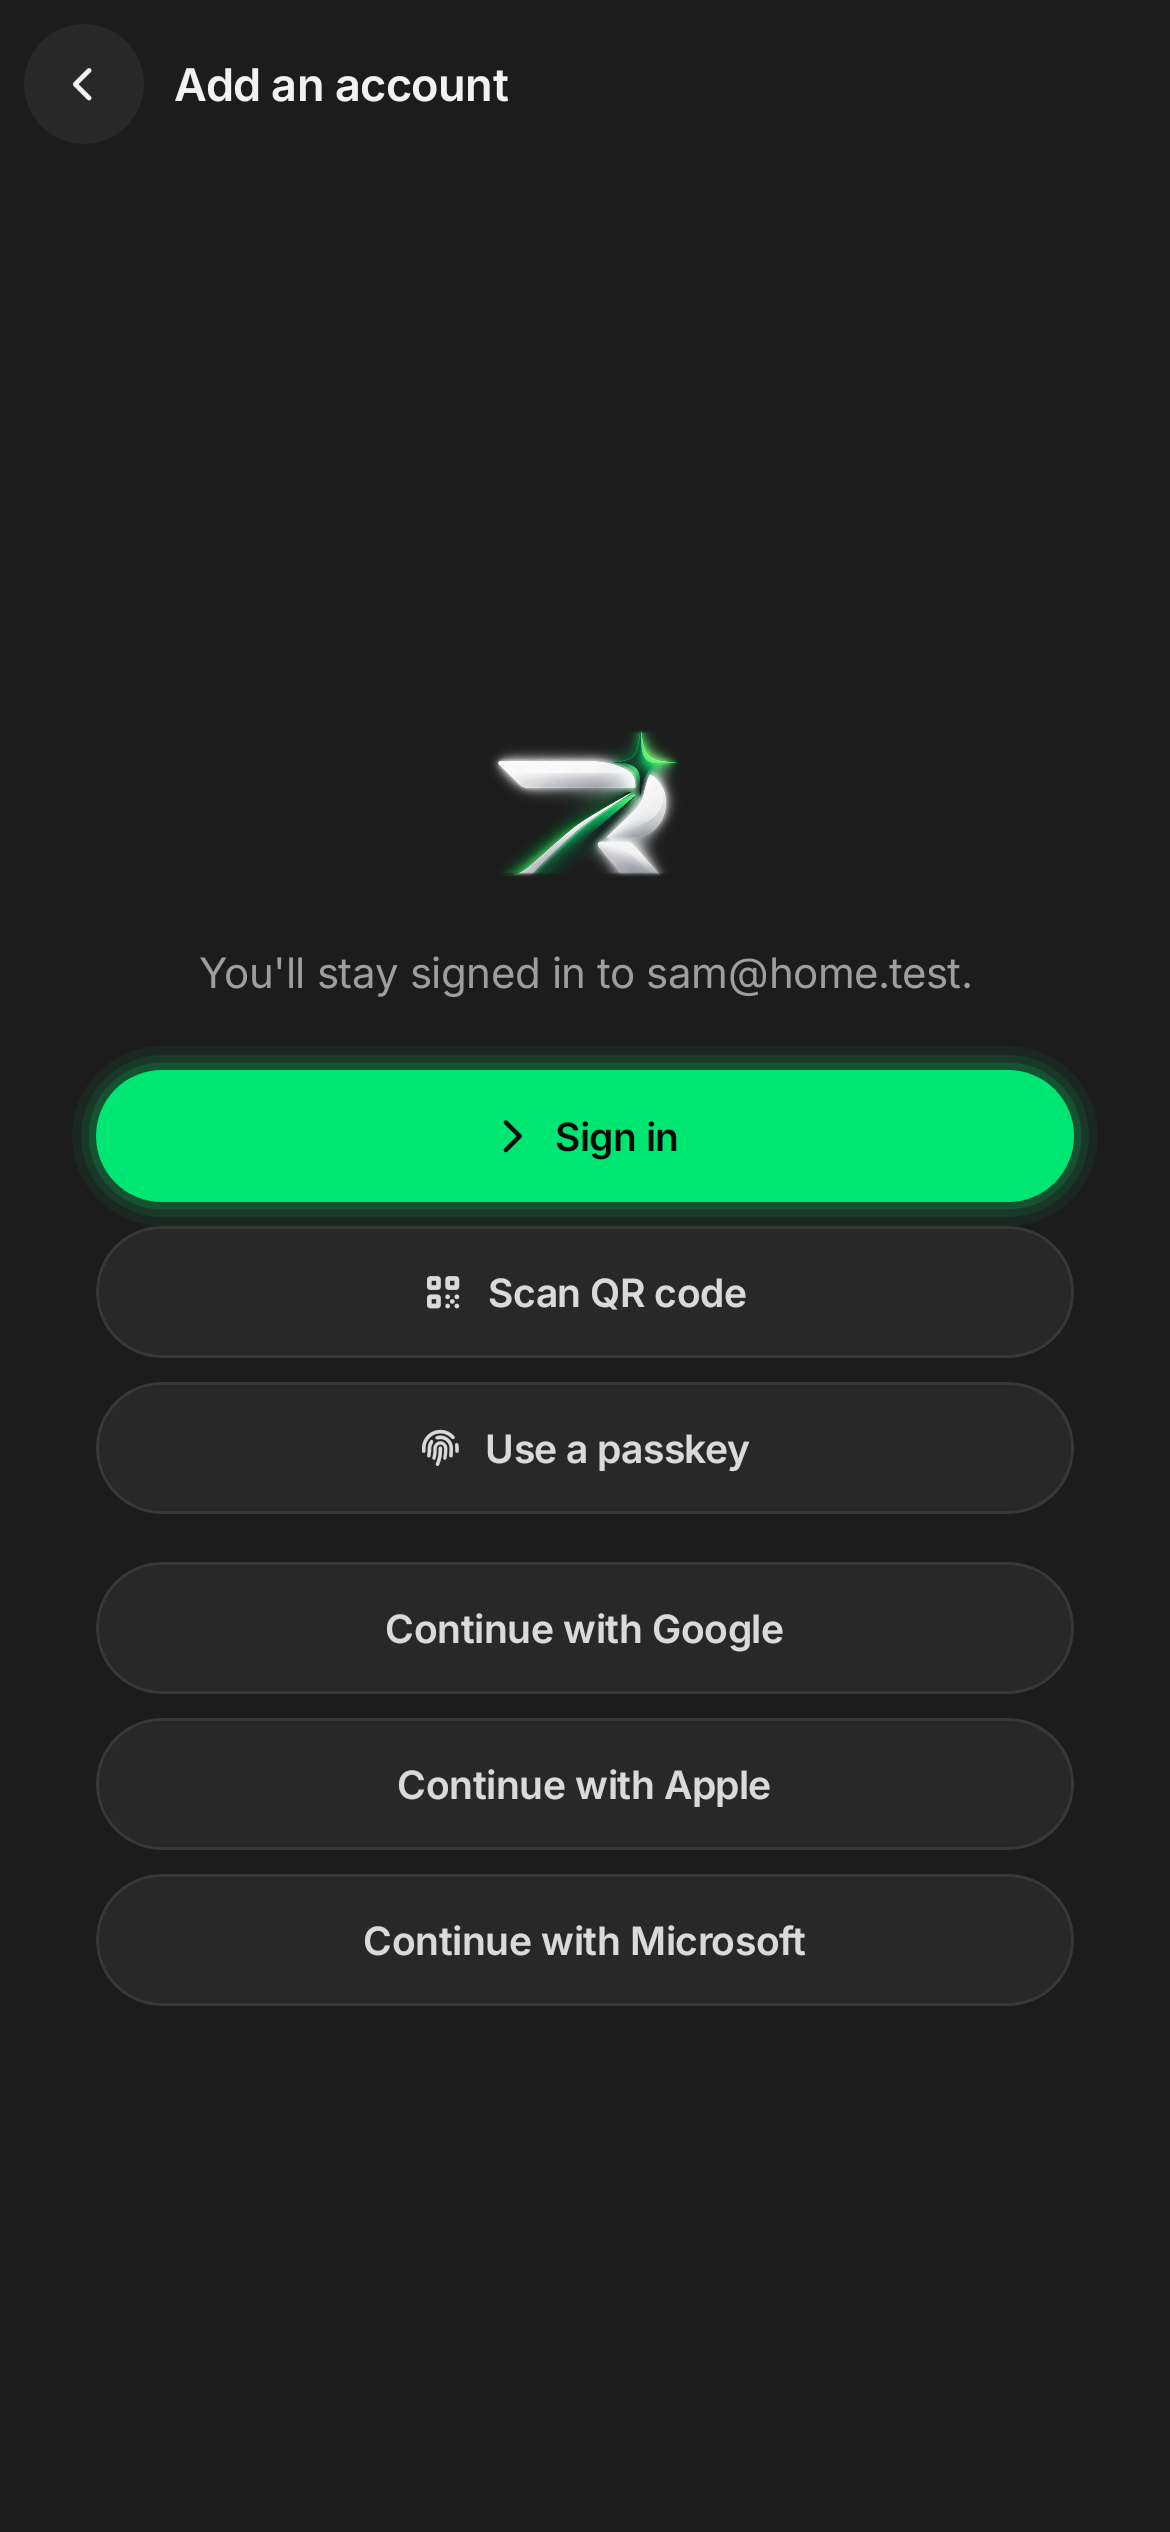 Add an account
You'll stay signed in to sam@home.test.
Sign in
Scan QR code
Use a passkey
Continue with Google
Continue with Apple
Continue with Microsoft